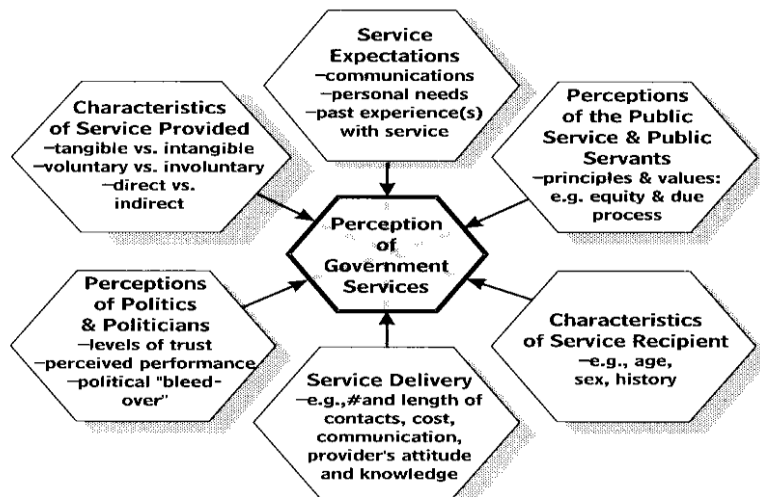 Service
Expectations
–communications
–personal needs
–past experience(s)
with service
Characteristics
of Service Provided
–tangible vs. intangible
–voluntary vs. involuntary
–direct vs.
indirect
Perceptions
of the Public
Service & Public
Servants
–principles & values:
e.g. equity & due
process
Perception
of
Government
Services
Perceptions
of Politics
& Politicians
–levels of trust
–perceived performance
–political "bleed-
over"
Service Delivery
–e.g.,#and length of
contacts, cost,
communication,
provider's attitude
and knowledge
Characteristics
of Service Recipient
–e.g., age,
sex, history